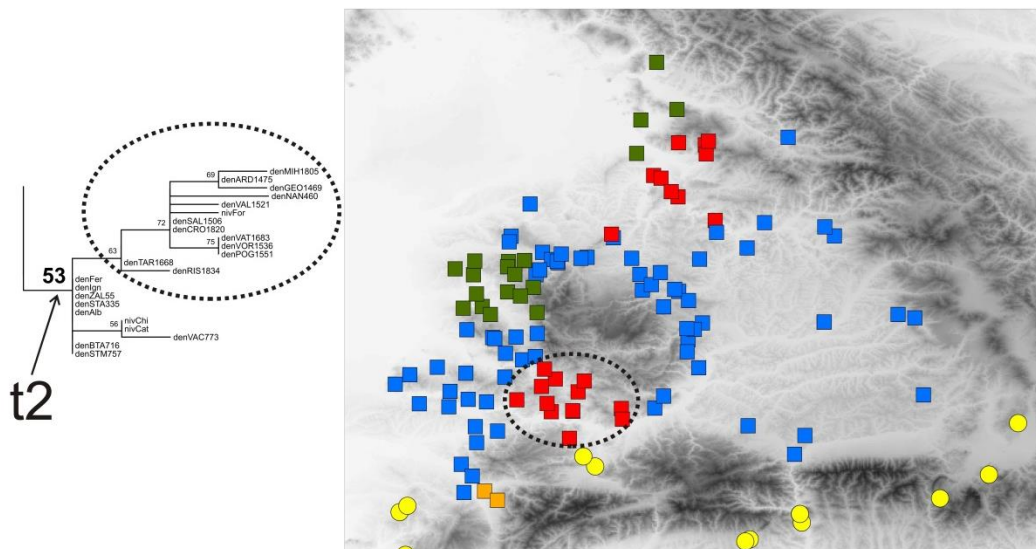 69
denMIH1805
denARD1475
denGEO1469
denNAN460
denVAL1521
nivFor
72
denSAL1506
denCRO1820
75
denVAT1683
denVOR1536
denPOG1551
63
denTAR1668
denRIS1834
53
denFer
denIgn
denZAL55
denSTA335
denAlb
56
nivChi
nivCat
denVAC773
denBTA716
denSTM757
t2